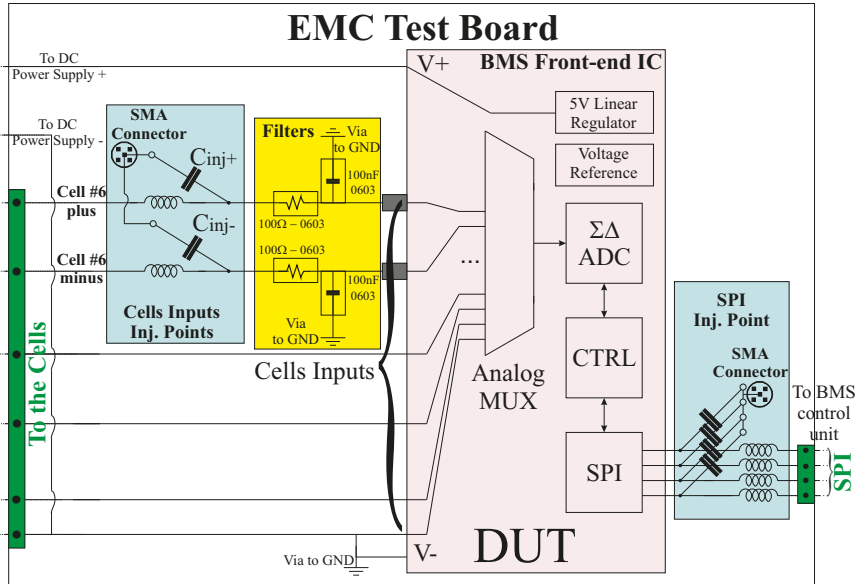 EMC Test Board
To DC
Power Supply +
V+
BMS Front-end IC
5V Linear
Regulator
Voltage
Reference
To DC
Power Supply -
SMA
Connector
Cinj+
Filters
Via
to GND
100nF
0603
Cell #6
plus
100Ω – 0603
Cinj-
100Ω – 0603
Cell #6
minus
100nF
0603
Via
to GND
Cells Inputs
Inj. Points
Cells Inputs
To the Cells
...
Analog
MUX
ΣΔ
ADC
CTRL
SPI
SPI
Inj. Point
SMA
Connector
To BMS
control
unit
SPI
Via to GND
V-
DUT